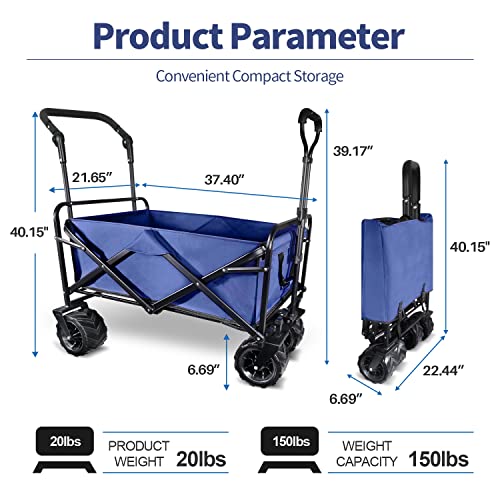 Product Parameter
Convenient Compact Storage
21.65”
37.40”
39.17”
40.15"
40.15”
6.69”
6.69”
22.44”
20lbs
PRODUCT
WEIGHT 20lbs
150lbs
WEIGHT
CAPACITY 150lbs